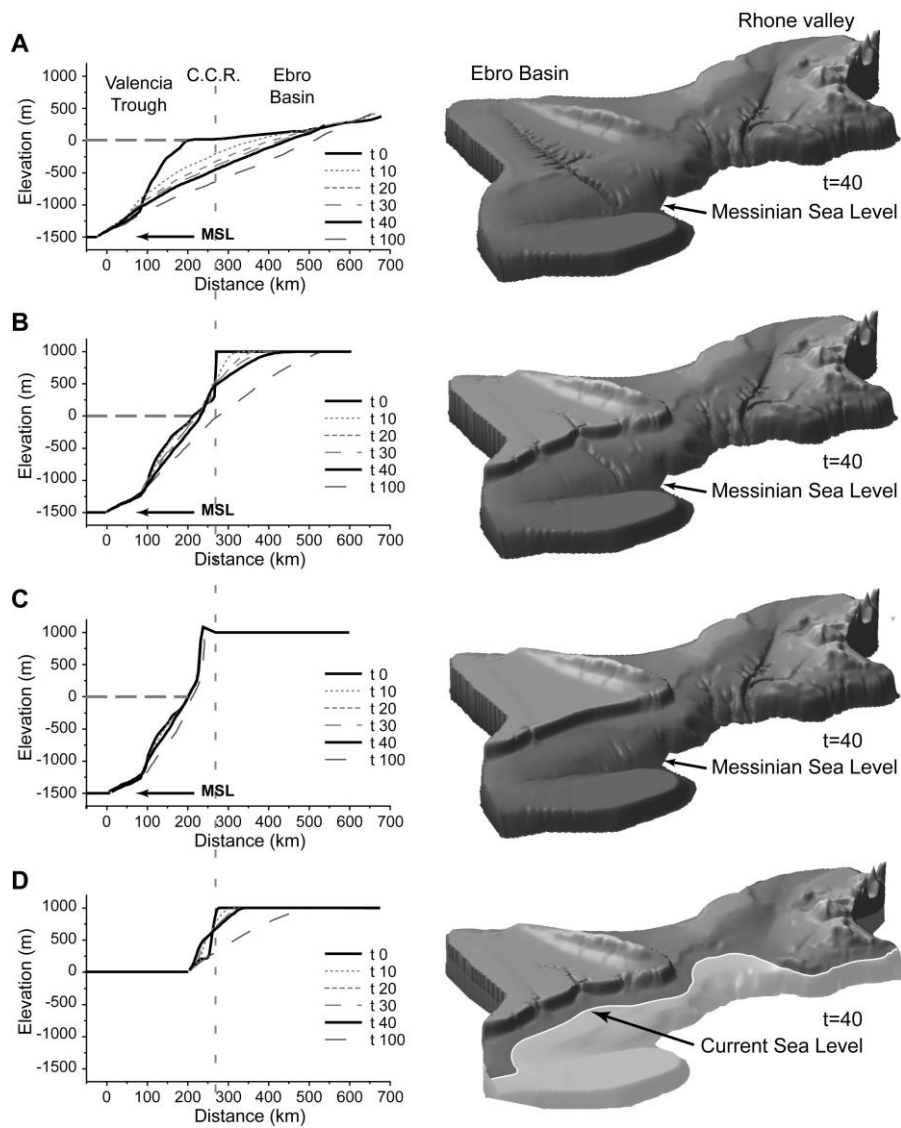 A
Rhone valley
Valencia Trough
C.C.R.
Ebro Basin
Ebro Basin
Elevation (m)
1000
500
0
-500
-1000
-1500
t 0
t 10
t 20
t 30
t 40
t 100
MSL
0 100 200 300 400 500 600 700
Distance (km)
t=40
Messinian Sea Level
B
Elevation (m)
1000
500
0
-500
-1000
-1500
t 0
t 10
t 20
t 30
t 40
t 100
MSL
0 100 200 300 400 500 600 700
Distance (km)
t=40
Messinian Sea Level
C
Elevation (m)
1000
500
0
-500
-1000
-1500
t 0
t 10
t 20
t 30
t 40
t 100
MSL
0 100 200 300 400 500 600 700
Distance (km)
t=40
Messinian Sea Level
D
Elevation (m)
1000
500
0
-500
-1000
-1500
t 0
t 10
t 20
t 30
t 40
t 100
0 100 200 300 400 500 600 700
Distance (km)
t=40
Current Sea Level